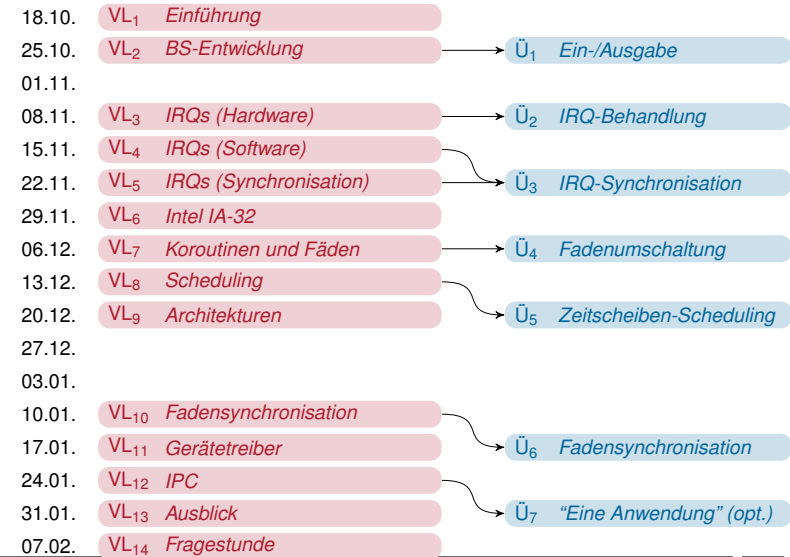 18.10. VL1 Einführung
25.10. VL2 BS-Entwicklung Ü1 Ein-/Ausgabe
01.11.
08.11. VL3 IRQs (Hardware) Ü2 IRQ-Behandlung
15.11. VL4 IRQs (Software)
22.11. VL5 IRQs (Synchronisation) Ü3 IRQ-Synchronisation
29.11. VL6 Intel IA-32
06.12. VL7 Koroutinen und Fäden Ü4 Fadenumschaltung
13.12. VL8 Scheduling
20.12. VL9 Architekturen Ü5 Zeitscheiben-Scheduling
27.12.
03.01.
10.01. VL10 Fadensynchronisation
17.01. VL11 Gerätetreiber Ü6 Fadensynchronisation
24.01. VL12 IPC
31.01. VL13 Ausblick Ü7 “Eine Anwendung” (opt.)
07.02. VL14 Fragestunde